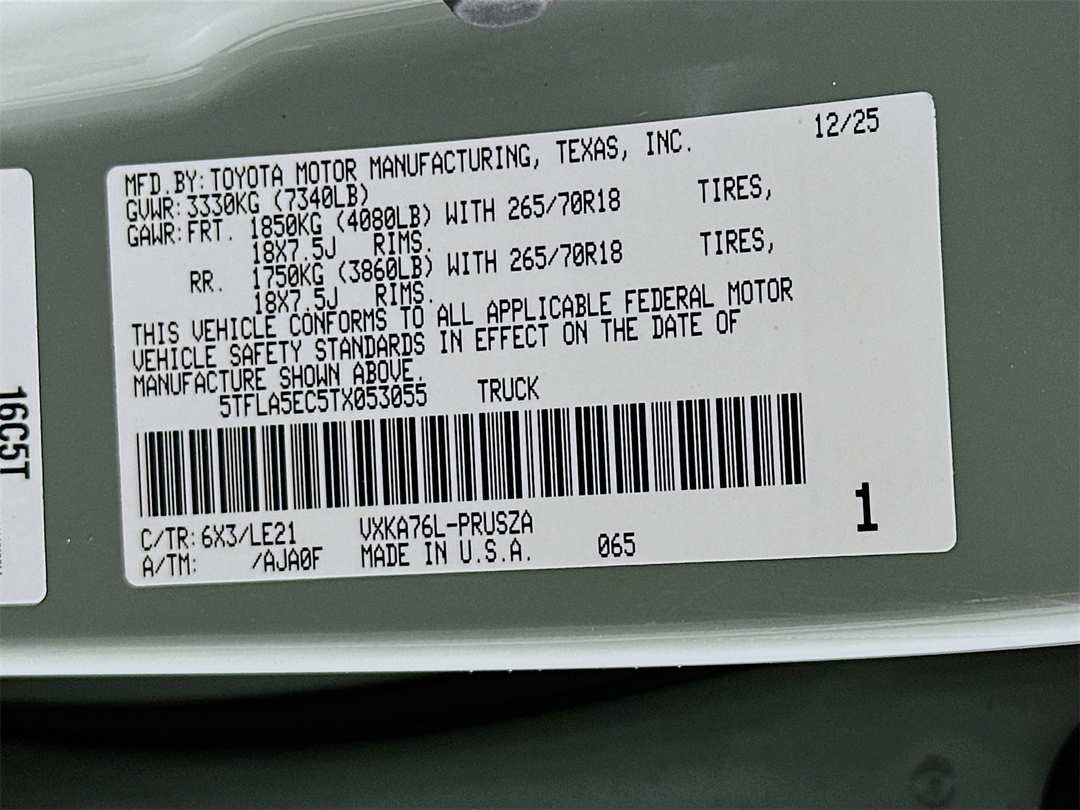 12/25
MFD.BY:TOYOTA MOTOR MANUFACTURING, TEXAS, INC.
GVWR:3330KG (7340LB)
GAWR:FRT. 1850KG (4080LB) WITH 265/70R18 TIRES,
18X7.5J RIMS.
RR. 1750KG (3860LB) WITH 265/70R18 TIRES,
18X7.5J RIMS.
THIS VEHICLE CONFORMS TO ALL APPLICABLE FEDERAL MOTOR
VEHICLE SAFETY STANDARDS IN EFFECT ON THE DATE OF
MANUFACTURE SHOWN ABOVE.
5TFLA5EC5TX053055 TRUCK
C/TR:6X3/LE21 VXKA76L-PRUSZA
A/TM: /AJA0F MADE IN U.S.A. 065
1
16C5T